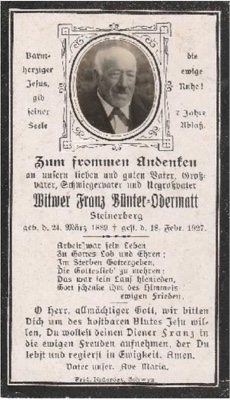 Barm-
herziger
Jesus,
gib
seiner
Seele
die
ewige
Ruhe!
7 Jahre
Ablaß.
Zum frommen Andenken
an unsern lieben und guten Vater, Groß-
vater, Schwiegervater und Urgroßvater
Witwer Franz Bünter-Odermatt
Steinerberg
geb. d. 24. März 1839 † gest. d. 18. Febr. 1927.
Arbeit war sein Leben
Zu Gottes Lob und Ehren;
Im Sterben Gottergeben,
Die Gotteslieb' zu mehren:
Das war sein Lauf hienieden,
Gott schenke ihm des Himmels
ewigen Frieden.
O Herr, allmächtiger Gott, wir bitten
Dich um des kostbaren Blutes Jesu wil-
len, Du wollest deinen Diener Franz in
die ewigen Freuden aufnehmen, der Du
lebst und regierst in Ewigkeit. Amen.
Vater unser. Ave Maria.
Schwyz